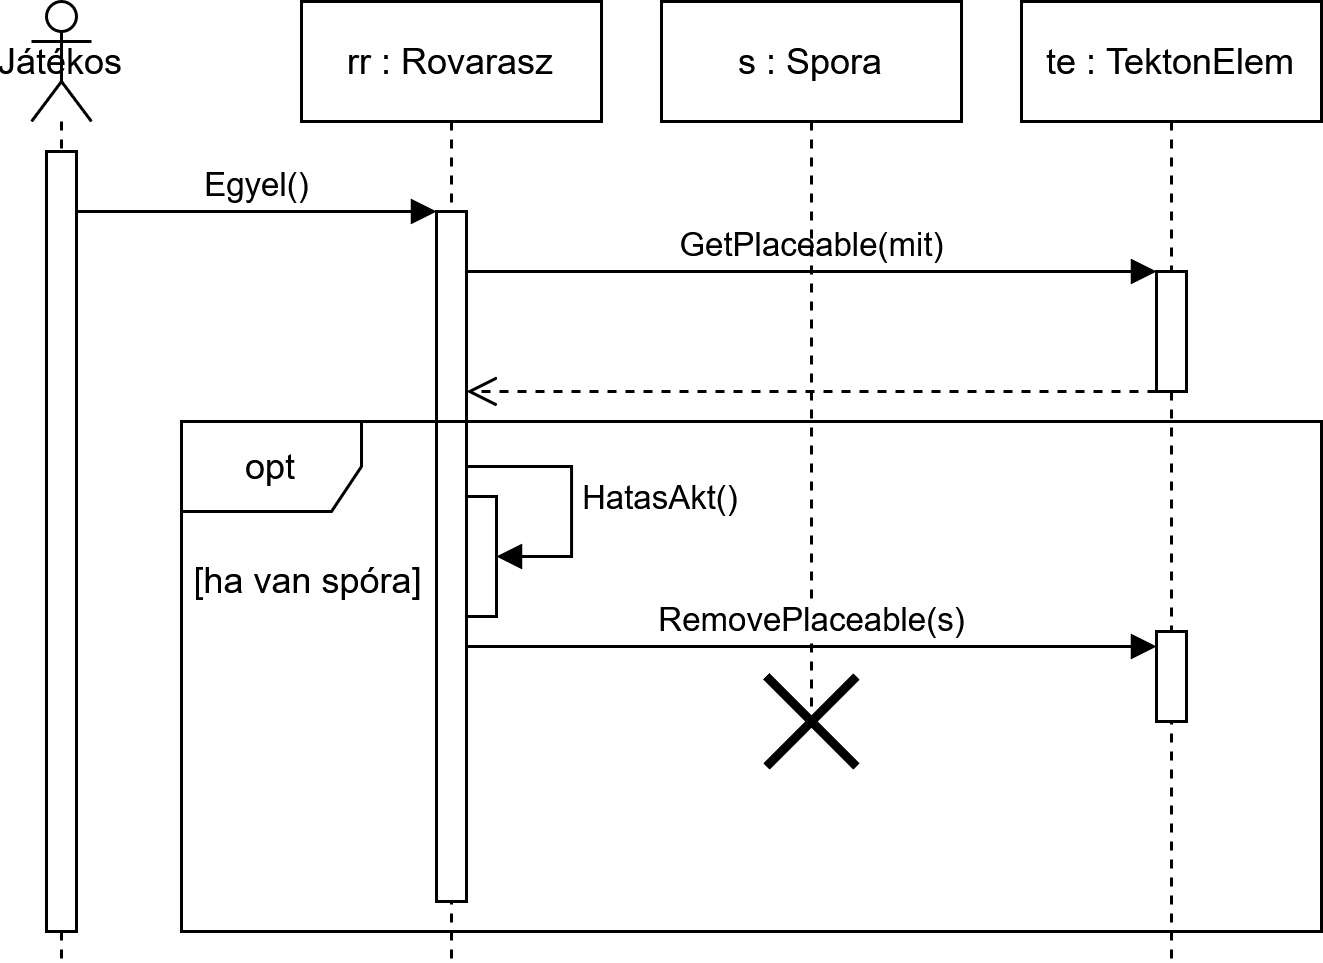 Játékos
rr : Rovarasz
s : Spora
te : TektonElem
Egyel()
GetPlaceable(mit)
opt
HatasAkt()
[ha van spóra]
RemovePlaceable(s)